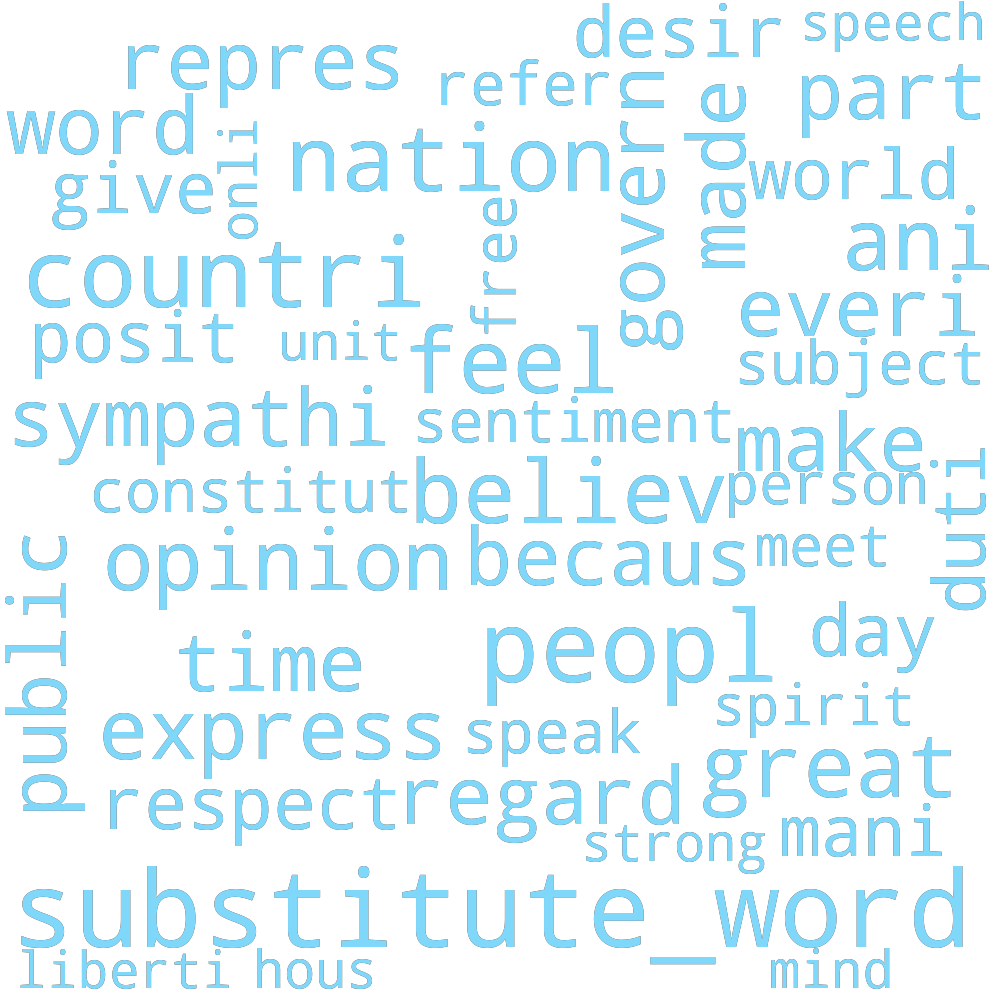 desir
speech
repres
refer
part
word
onli
nation
govern
made
world
give
free
ani
countri
everi
posit
unit
feel
subject
sympathi
sentiment
make
constitut
believ
person
duti
public
opinion
becaus
meet
peopl
day
time
spirit
express
speak
great
respect
regard
strong
mani
substitute_word
liberti
hous
mind